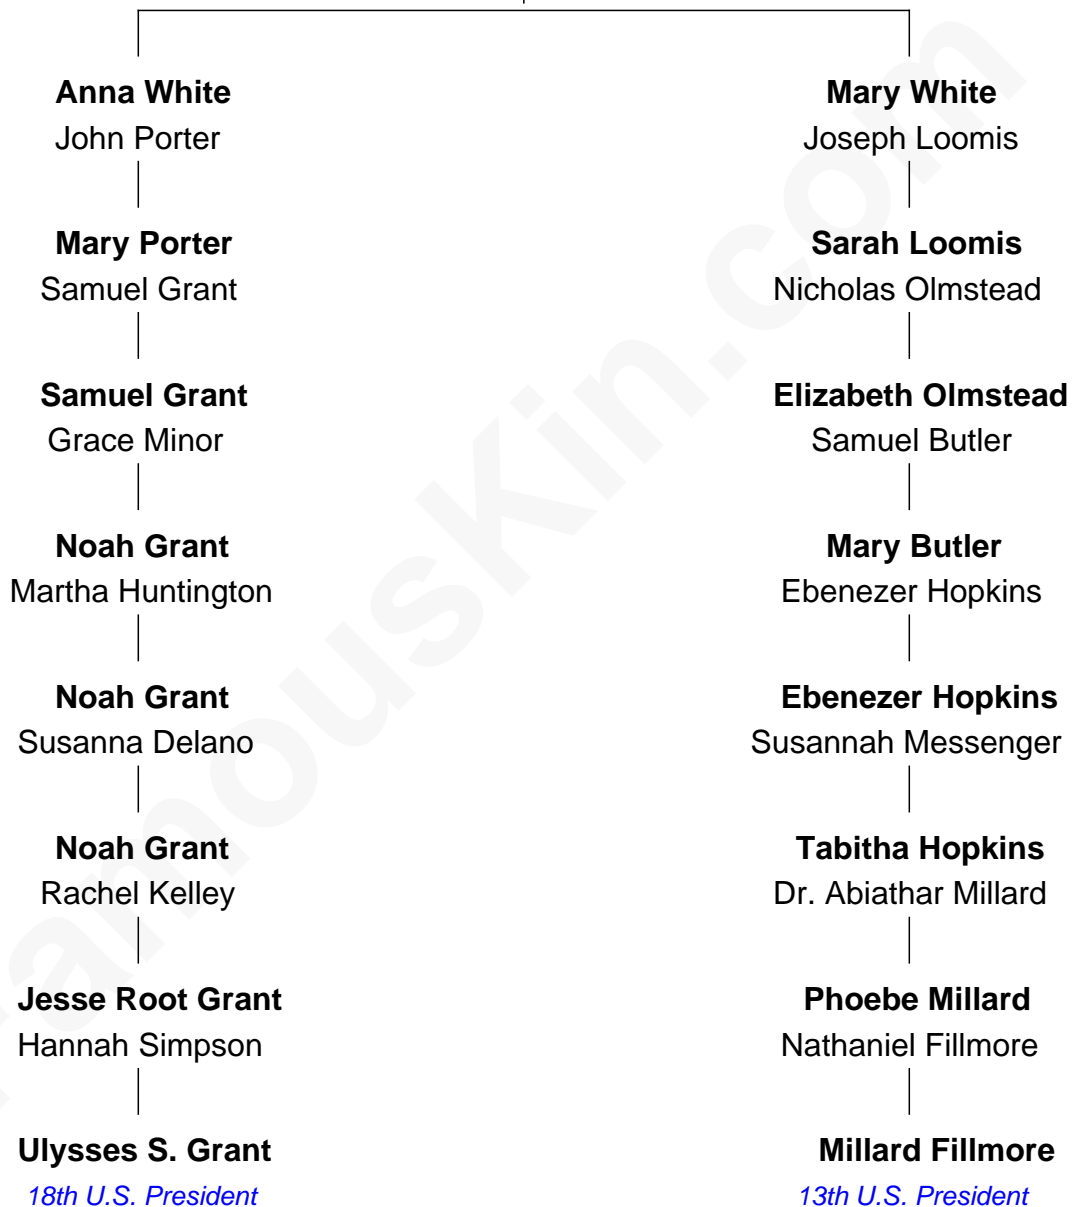 Anna White
John Porter
Mary White
Joseph Loomis
Mary Porter
Samuel Grant
Sarah Loomis
Nicholas Olmstead
Samuel Grant
Grace Minor
Elizabeth Olmstead
Samuel Butler
Noah Grant
Martha Huntington
Mary Butler
Ebenezer Hopkins
Noah Grant
Susanna Delano
Ebenezer Hopkins
Susannah Messenger
Noah Grant
Rachel Kelley
Tabitha Hopkins
Dr. Abiathar Millard
Jesse Root Grant
Hannah Simpson
Phoebe Millard
Nathaniel Fillmore
Ulysses S. Grant
18th U.S. President
Millard Fillmore
13th U.S. President
FamousKin.com